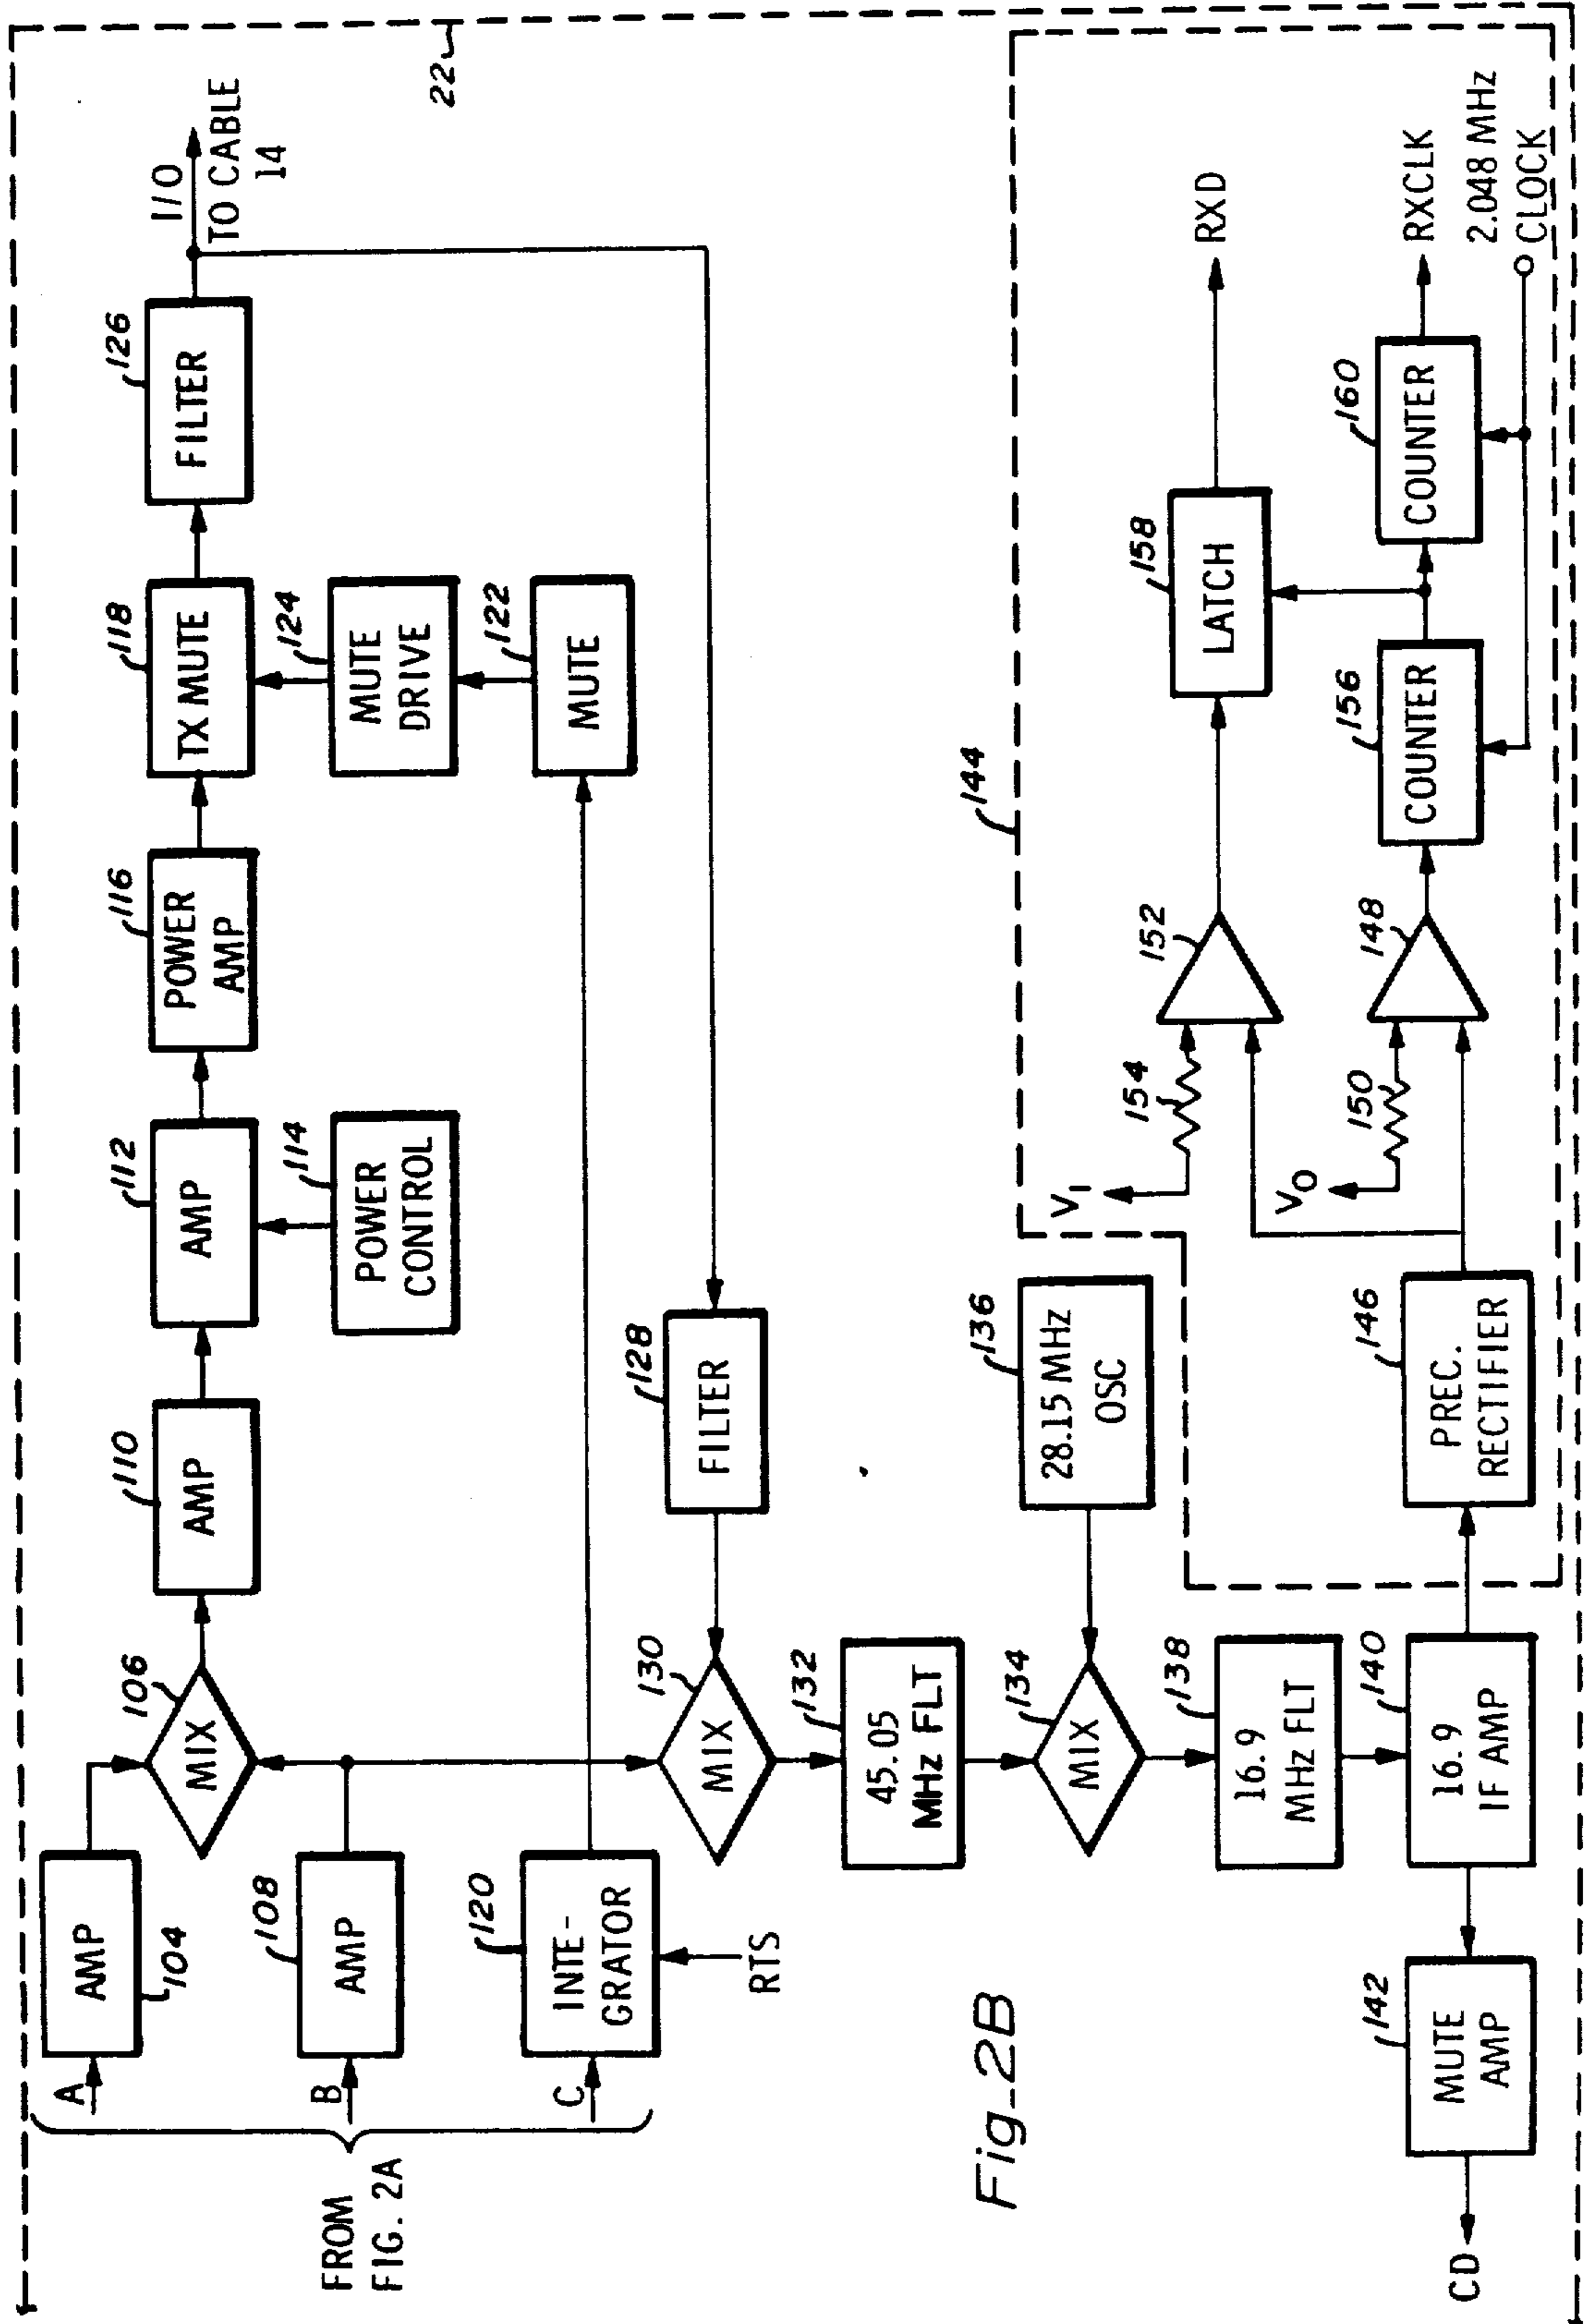 22
I/O
TO CABLE
14
126
FILTER
118
TX MUTE
124
MUTE
DRIVE
122
MUTE
116
POWER
AMP
112
AMP
114
POWER
CONTROL
110
AMP
106
MIX
AMP
104
A
108
AMP
B
120
INTE-
GRATOR
C
RTS
FROM
FIG. 2A
128
FILTER
130
MIX
132
45.05
MHz FLT
136
28.15 MHz
OSC
134
MIX
138
16.9
MHz FLT
140
16.9
IF AMP
142
MUTE
AMP
CD
144
146
PREC.
RECTIFIER
V1
154
152
VO
150
148
158
LATCH
RXD
156
COUNTER
160
COUNTER
RXCLK
2.048 MHz
CLOCK
Fig_2B